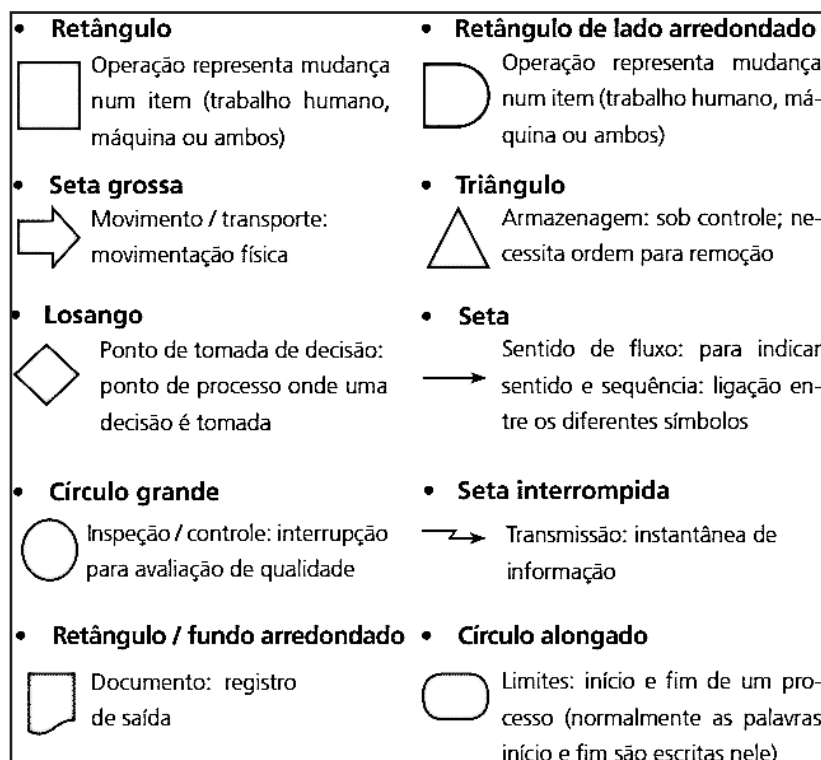 • Retângulo
Operação representa mudança
num item (trabalho humano,
máquina ou ambos)
• Retângulo de lado arredondado
Operação representa mudança
num item (trabalho humano, má-
quina ou ambos)
• Seta grossa
Movimento / transporte:
movimentação física
• Triângulo
Armazenagem: sob controle; ne-
cessita ordem para remoção
• Losango
Ponto de tomada de decisão:
ponto de processo onde uma
decisão é tomada
• Seta
Sentido de fluxo: para indicar
sentido e sequência: ligação en-
tre os diferentes símbolos
• Círculo grande
Inspeção / controle: interrupção
para avaliação de qualidade
• Seta interrompida
Transmissão: instantânea de
informação
• Retângulo / fundo arredondado
Documento: registro
de saída
• Círculo alongado
Limites: início e fim de um pro-
cesso (normalmente as palavras
início e fim são escritas nele)